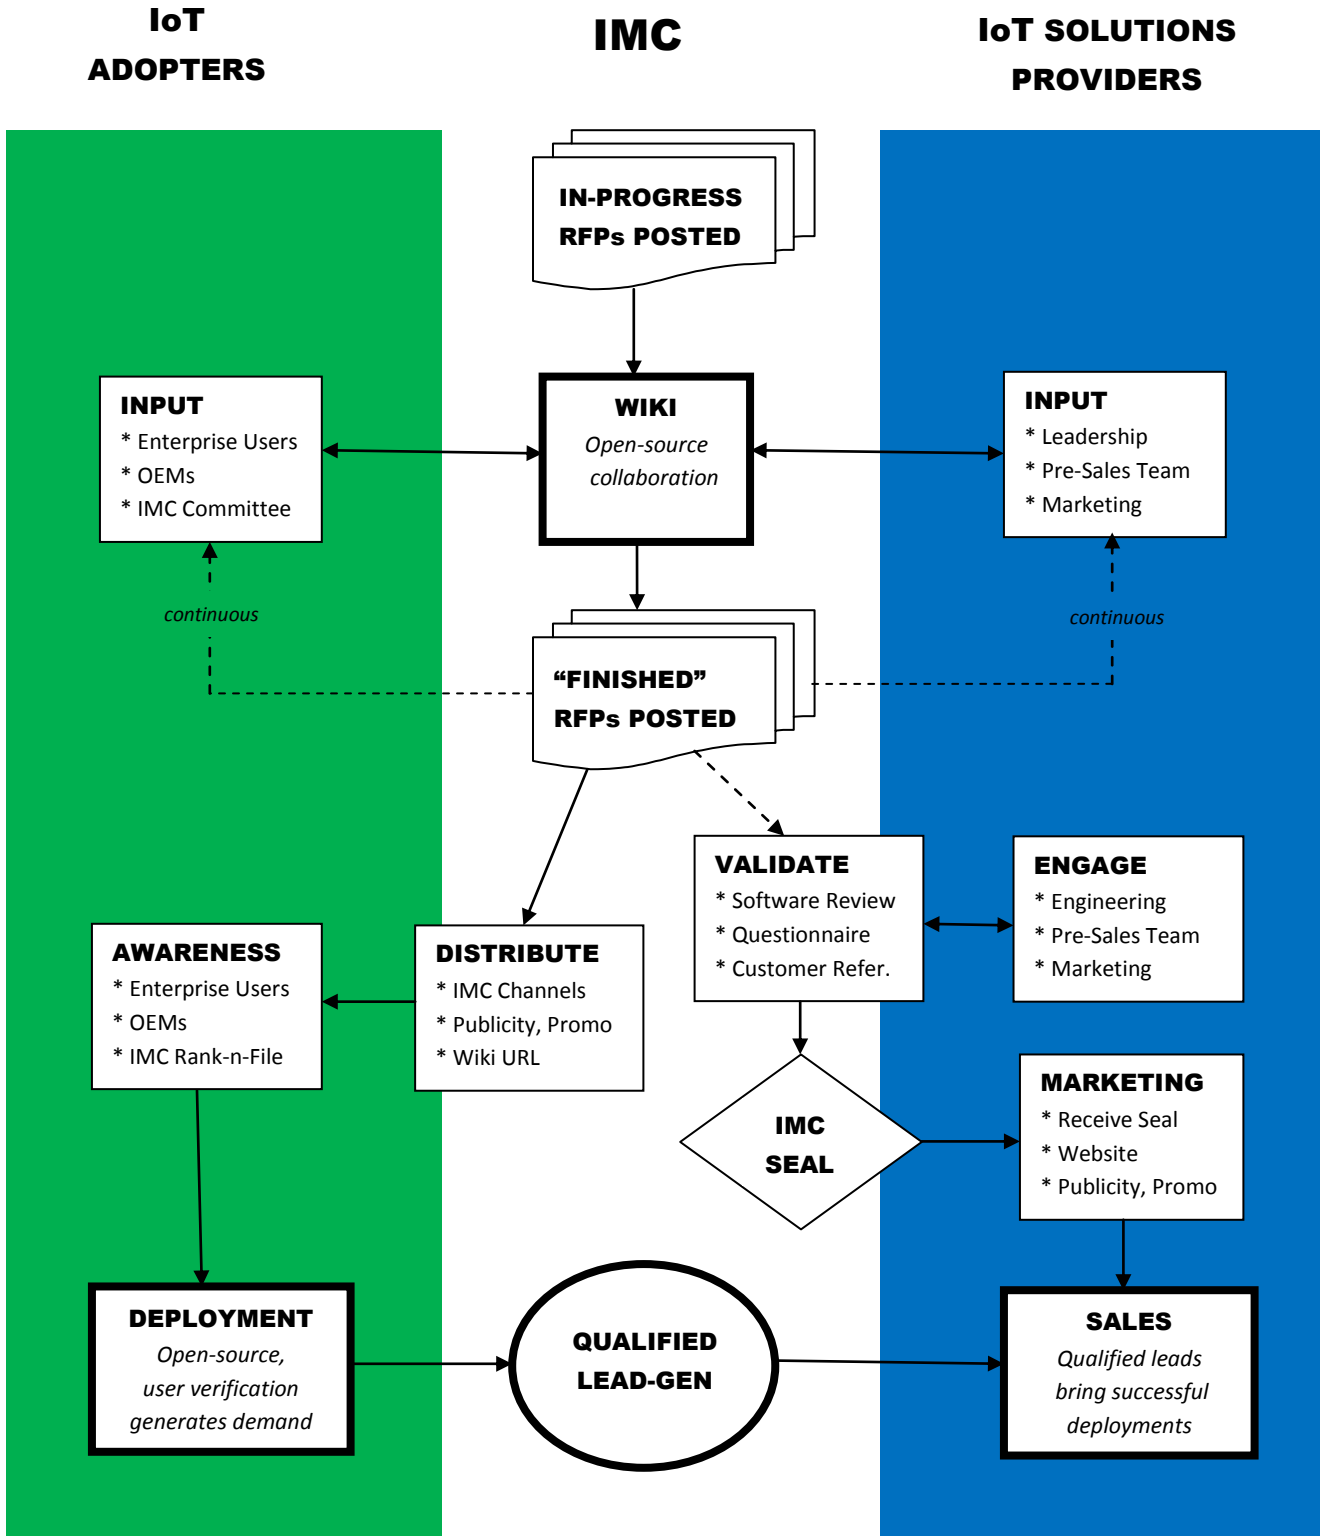 IoT
ADOPTERS
IMC
IoT SOLUTIONS
PROVIDERS
IN-PROGRESS
RFPs POSTED
INPUT
* Enterprise Users
* OEMs
* IMC Committee
WIKI
Open-source
collaboration
INPUT
* Leadership
* Pre-Sales Team
* Marketing
continuous
continuous
“FINISHED”
RFPs POSTED
VALIDATE
* Software Review
* Questionnaire
* Customer Refer.
ENGAGE
* Engineering
* Pre-Sales Team
* Marketing
AWARENESS
* Enterprise Users
* OEMs
* IMC Rank-n-File
DISTRIBUTE
* IMC Channels
* Publicity, Promo
* Wiki URL
IMC
SEAL
MARKETING
* Receive Seal
* Website
* Publicity, Promo
DEPLOYMENT
Open-source,
user verification
generates demand
QUALIFIED
LEAD-GEN
SALES
Qualified leads
bring successful
deployments